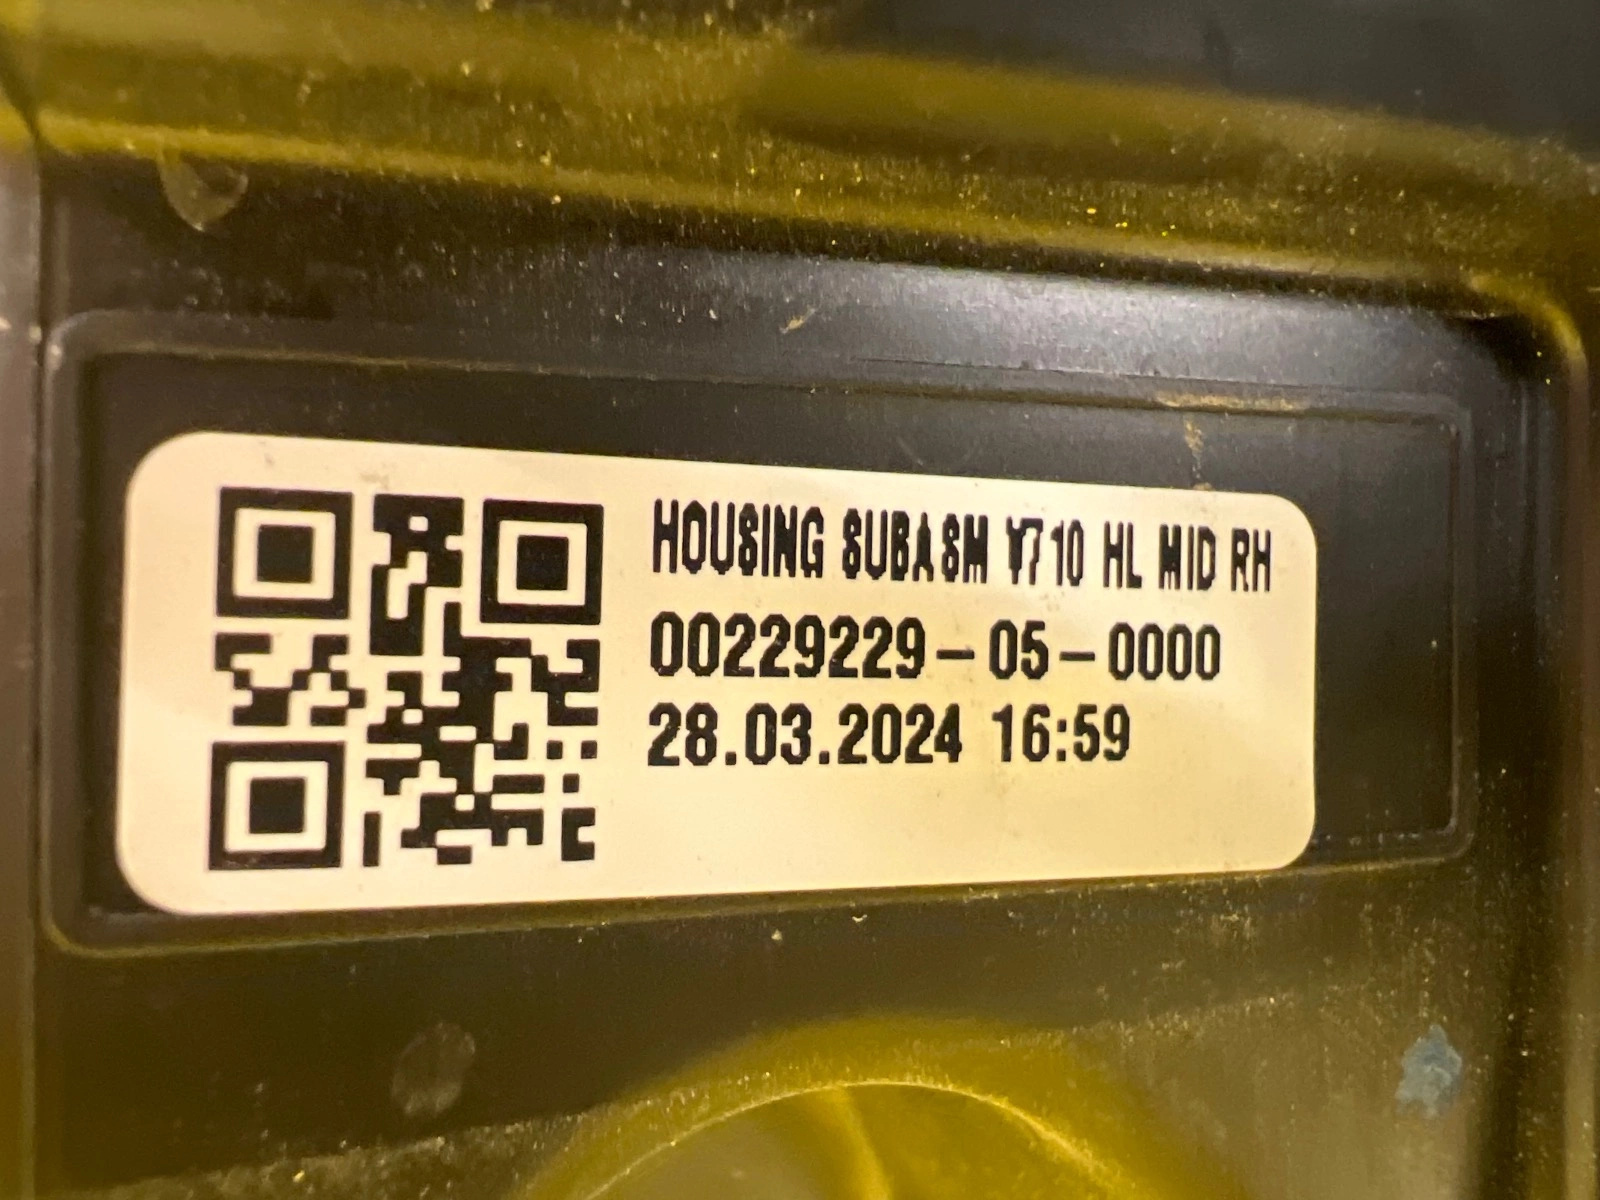 HOUSING SUBASM V710 HL MID RH
00229229-05-0000
28.03.2024 16:59